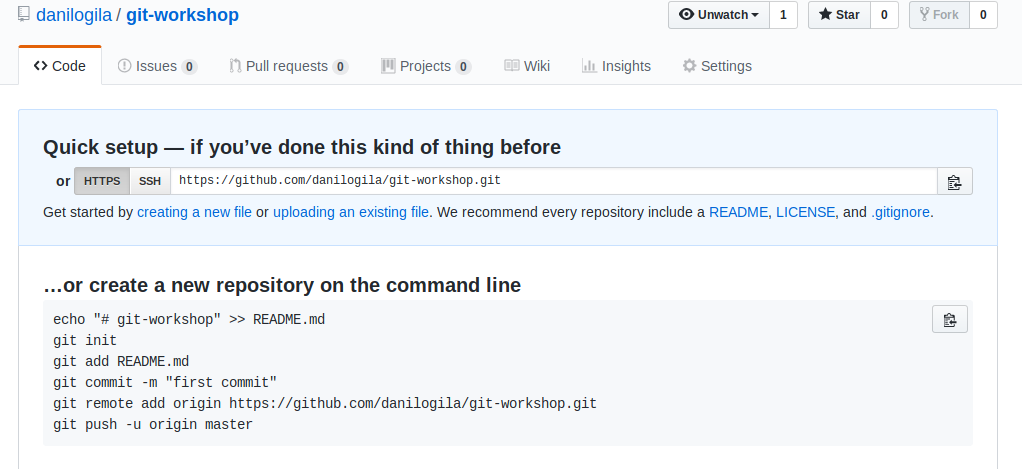 danilogila / git-workshop
Unwatch 1 Star 0 Fork 0
Code Issues 0 Pull requests 0 Projects 0 Wiki Insights Settings
Quick setup — if you’ve done this kind of thing before
or HTTPS SSH https://github.com/danilogila/git-workshop.git
Get started by creating a new file or uploading an existing file. We recommend every repository include a README, LICENSE, and .gitignore.
…or create a new repository on the command line
echo "# git-workshop" >> README.md
git init
git add README.md
git commit -m "first commit"
git remote add origin https://github.com/danilogila/git-workshop.git
git push -u origin master